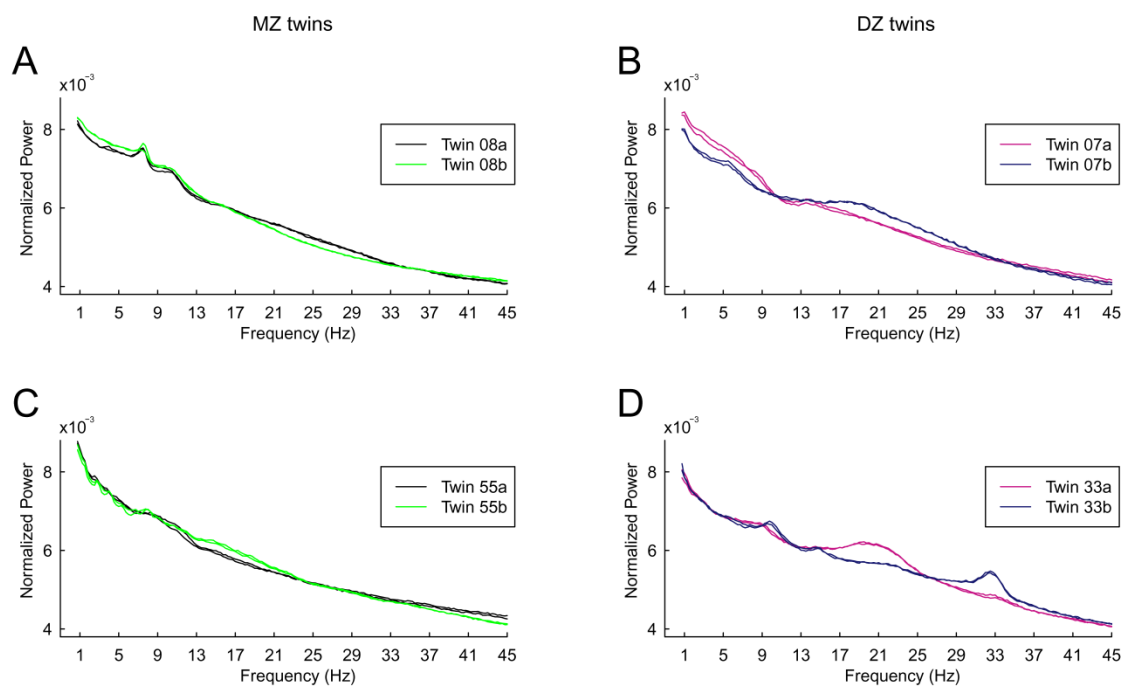 MZ twins
DZ twins
A
x10⁻³
Normalized Power
8
6
4
1 5 9 13 17 21 25 29 33 37 41 45
Frequency (Hz)
Twin 08a
Twin 08b
B
x10⁻³
Normalized Power
8
6
4
1 5 9 13 17 21 25 29 33 37 41 45
Frequency (Hz)
Twin 07a
Twin 07b
C
x10⁻³
Normalized Power
8
6
4
1 5 9 13 17 21 25 29 33 37 41 45
Frequency (Hz)
Twin 55a
Twin 55b
D
x10⁻³
Normalized Power
8
6
4
1 5 9 13 17 21 25 29 33 37 41 45
Frequency (Hz)
Twin 33a
Twin 33b